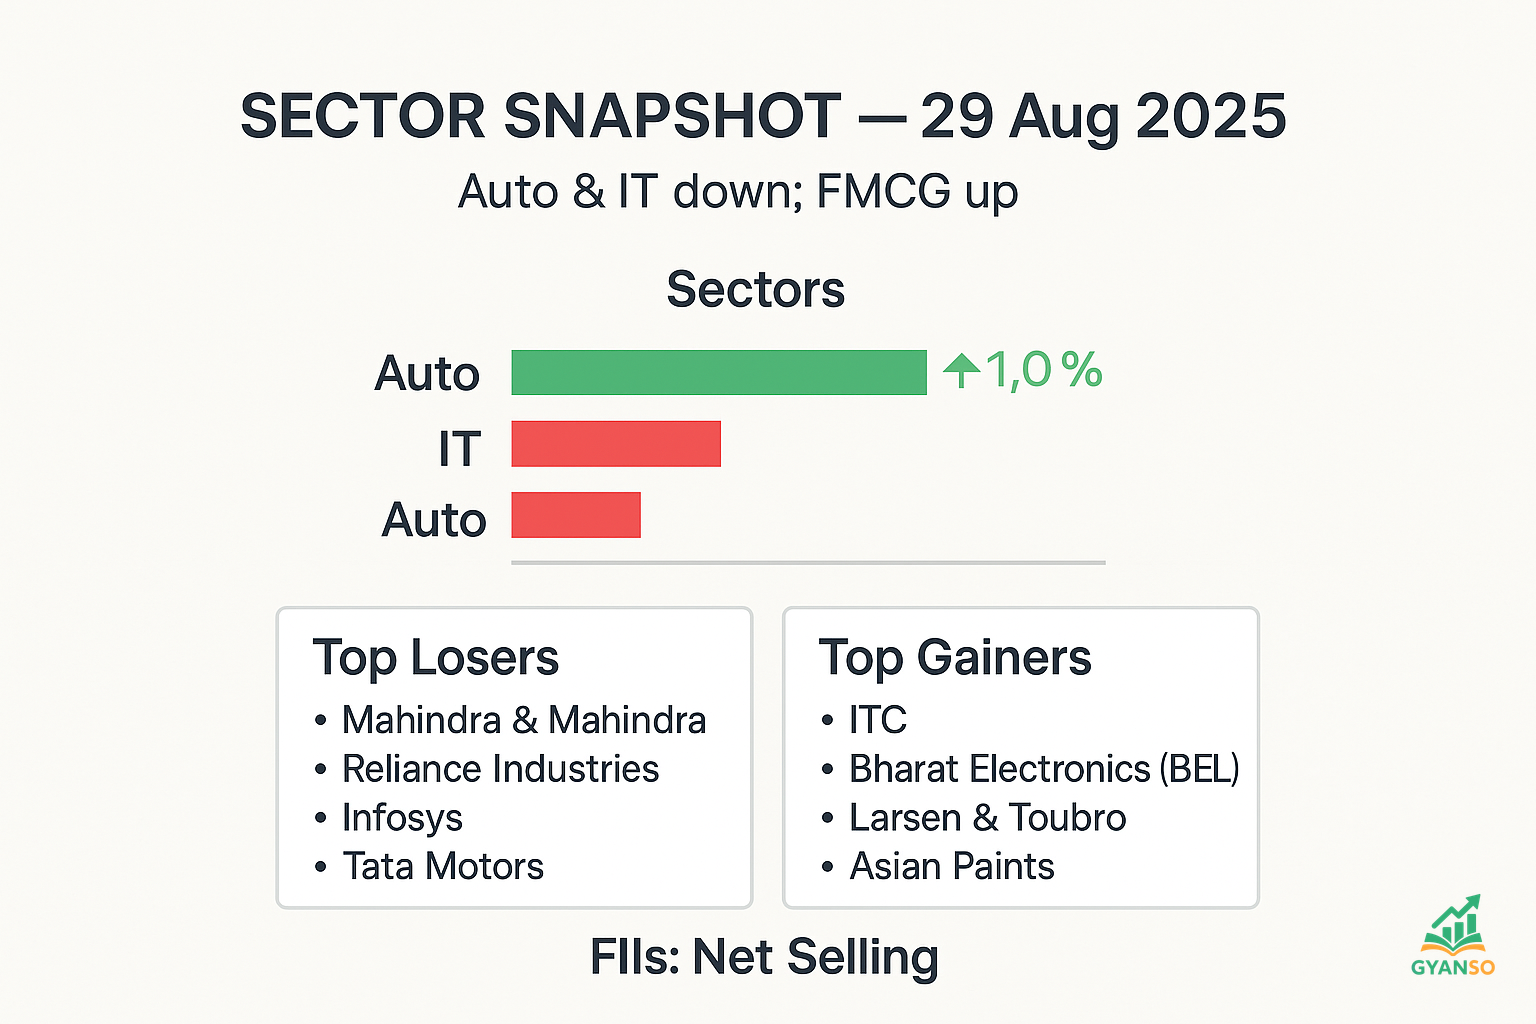 SECTOR SNAPSHOT — 29 Aug 2025
Auto & IT down; FMCG up
Sectors
Auto
↑1,0 %
IT
Auto
Top Losers
• Mahindra & Mahindra
• Reliance Industries
• Infosys
• Tata Motors
Top Gainers
• ITC
• Bharat Electronics (BEL)
• Larsen & Toubro
• Asian Paints
FIIs: Net Selling
GYANSO